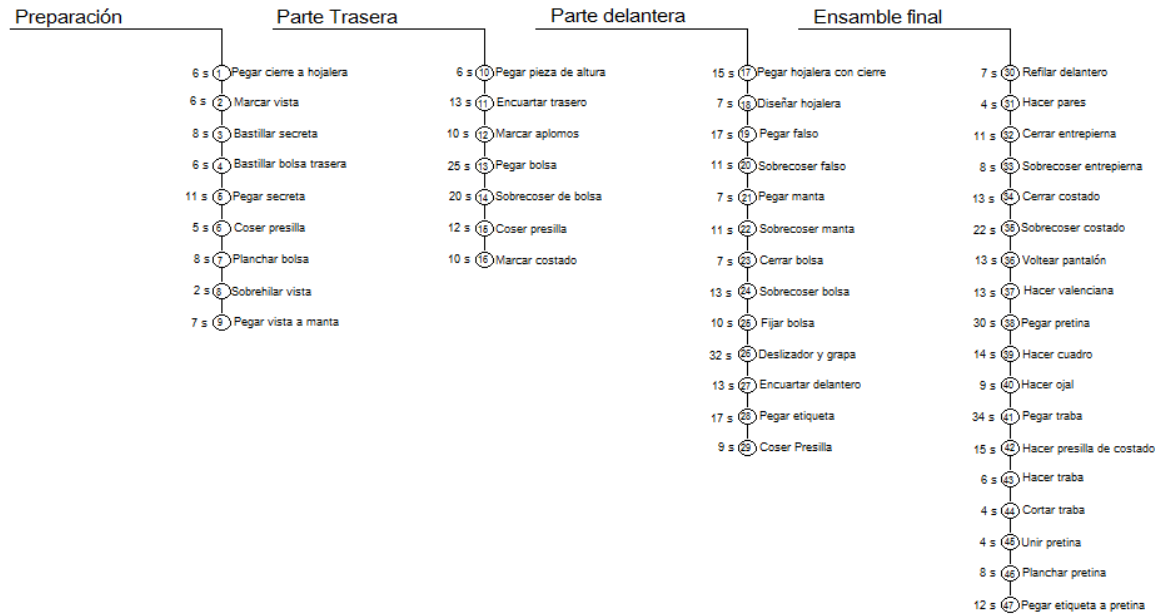 Preparación
6 s 1 Pegar cierre a hojalera
6 s 2 Marcar vista
8 s 3 Bastillar secreta
6 s 4 Bastillar bolsa trasera
11 s 5 Pegar secreta
5 s 6 Coser presilla
8 s 7 Planchar bolsa
2 s 8 Sobrehilar vista
7 s 9 Pegar vista a manta
Parte Trasera
6 s 10 Pegar pieza de altura
13 s 11 Encuartar trasero
10 s 12 Marcar aplomos
25 s 13 Pegar bolsa
20 s 14 Sobrecoser de bolsa
12 s 15 Coser presilla
10 s 16 Marcar costado
Parte delantera
15 s 17 Pegar hojalera con cierre
7 s 18 Diseñar hojalera
17 s 19 Pegar falso
11 s 20 Sobrecoser falso
7 s 21 Pegar manta
11 s 22 Sobrecoser manta
7 s 23 Cerrar bolsa
13 s 24 Sobrecoser bolsa
10 s 25 Fijar bolsa
32 s 26 Deslizador y grapa
13 s 27 Encuartar delantero
17 s 28 Pegar etiqueta
9 s 29 Coser Presilla
Ensamble final
7 s 30 Refilar delantero
4 s 31 Hacer pares
11 s 32 Cerrar entrepierna
8 s 33 Sobrecoser entrepierna
13 s 34 Cerrar costado
22 s 35 Sobrecoser costado
13 s 36 Voltear pantalón
13 s 37 Hacer valenciana
30 s 38 Pegar pretina
14 s 39 Hacer cuadro
9 s 40 Hacer ojal
34 s 41 Pegar traba
15 s 42 Hacer presilla de costado
6 s 43 Hacer traba
4 s 44 Cortar traba
4 s 45 Unir pretina
8 s 46 Planchar pretina
12 s 47 Pegar etiqueta a pretina